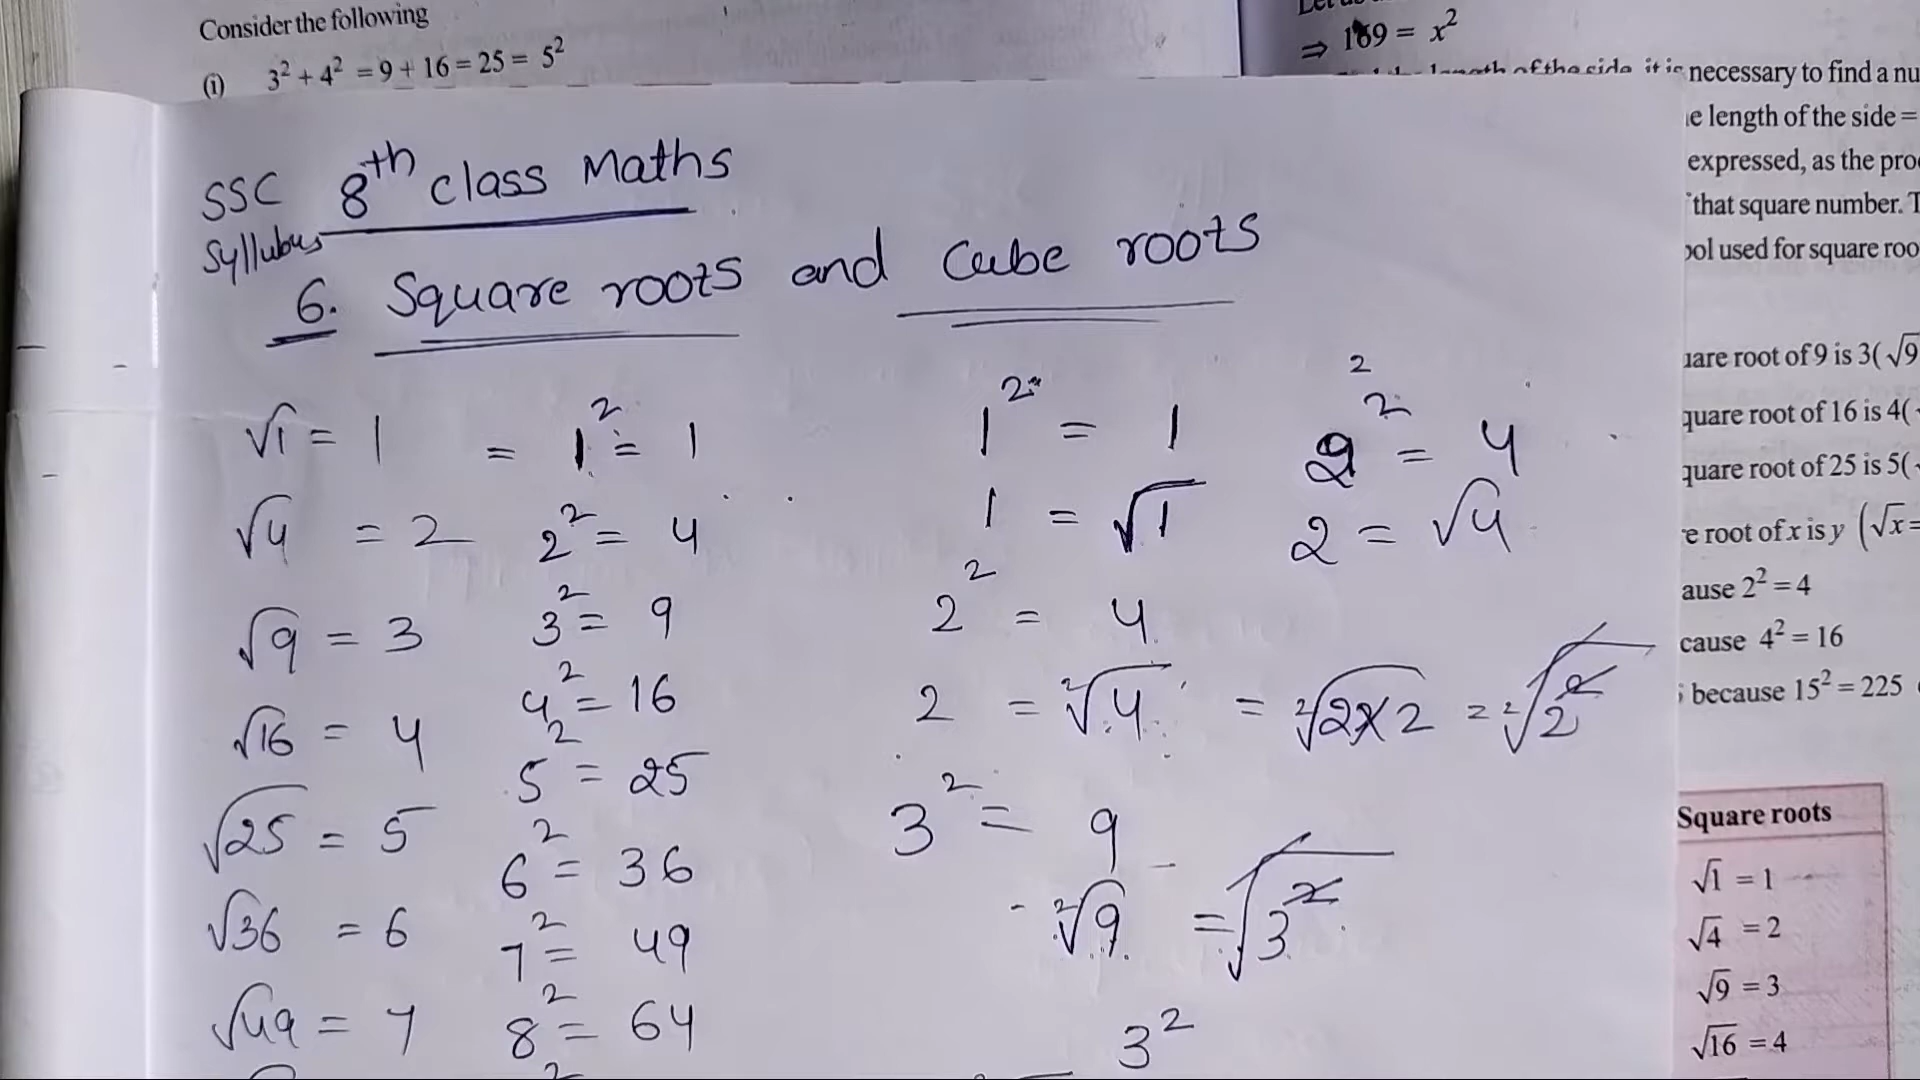 Consider the following
(i) 3² + 4² = 9 + 16 = 25 = 5²
⇒ 169 = x²
it is necessary to find a nu
e length of the side =
expressed, as the pro
that square number. T
ol used for square roo
uare root of 9 is 3(√9
quare root of 16 is 4(
quare root of 25 is 5(
e root of x is y (√x =
ause 2² = 4
cause 4² = 16
because 15² = 225
Square roots
√1 = 1
√4 = 2
√9 = 3
√16 = 4
SSC 8th class Maths
Syllubus
6. Square roots and Cube roots
√1 = 1 = 1² = 1
√4 = 2 2² = 4
√9 = 3 3² = 9
√16 = 4 4² = 16
√25 = 5 5² = 25
√36 = 6 6² = 36
√49 = 7 7² = 49
8² = 64
1² = 1
1 = √1
2² = 4
2 = ²√4 = ²√2×2 = ²√2²
3² = 9
²√9 = √3²
3²
2² = 4
2 = √4